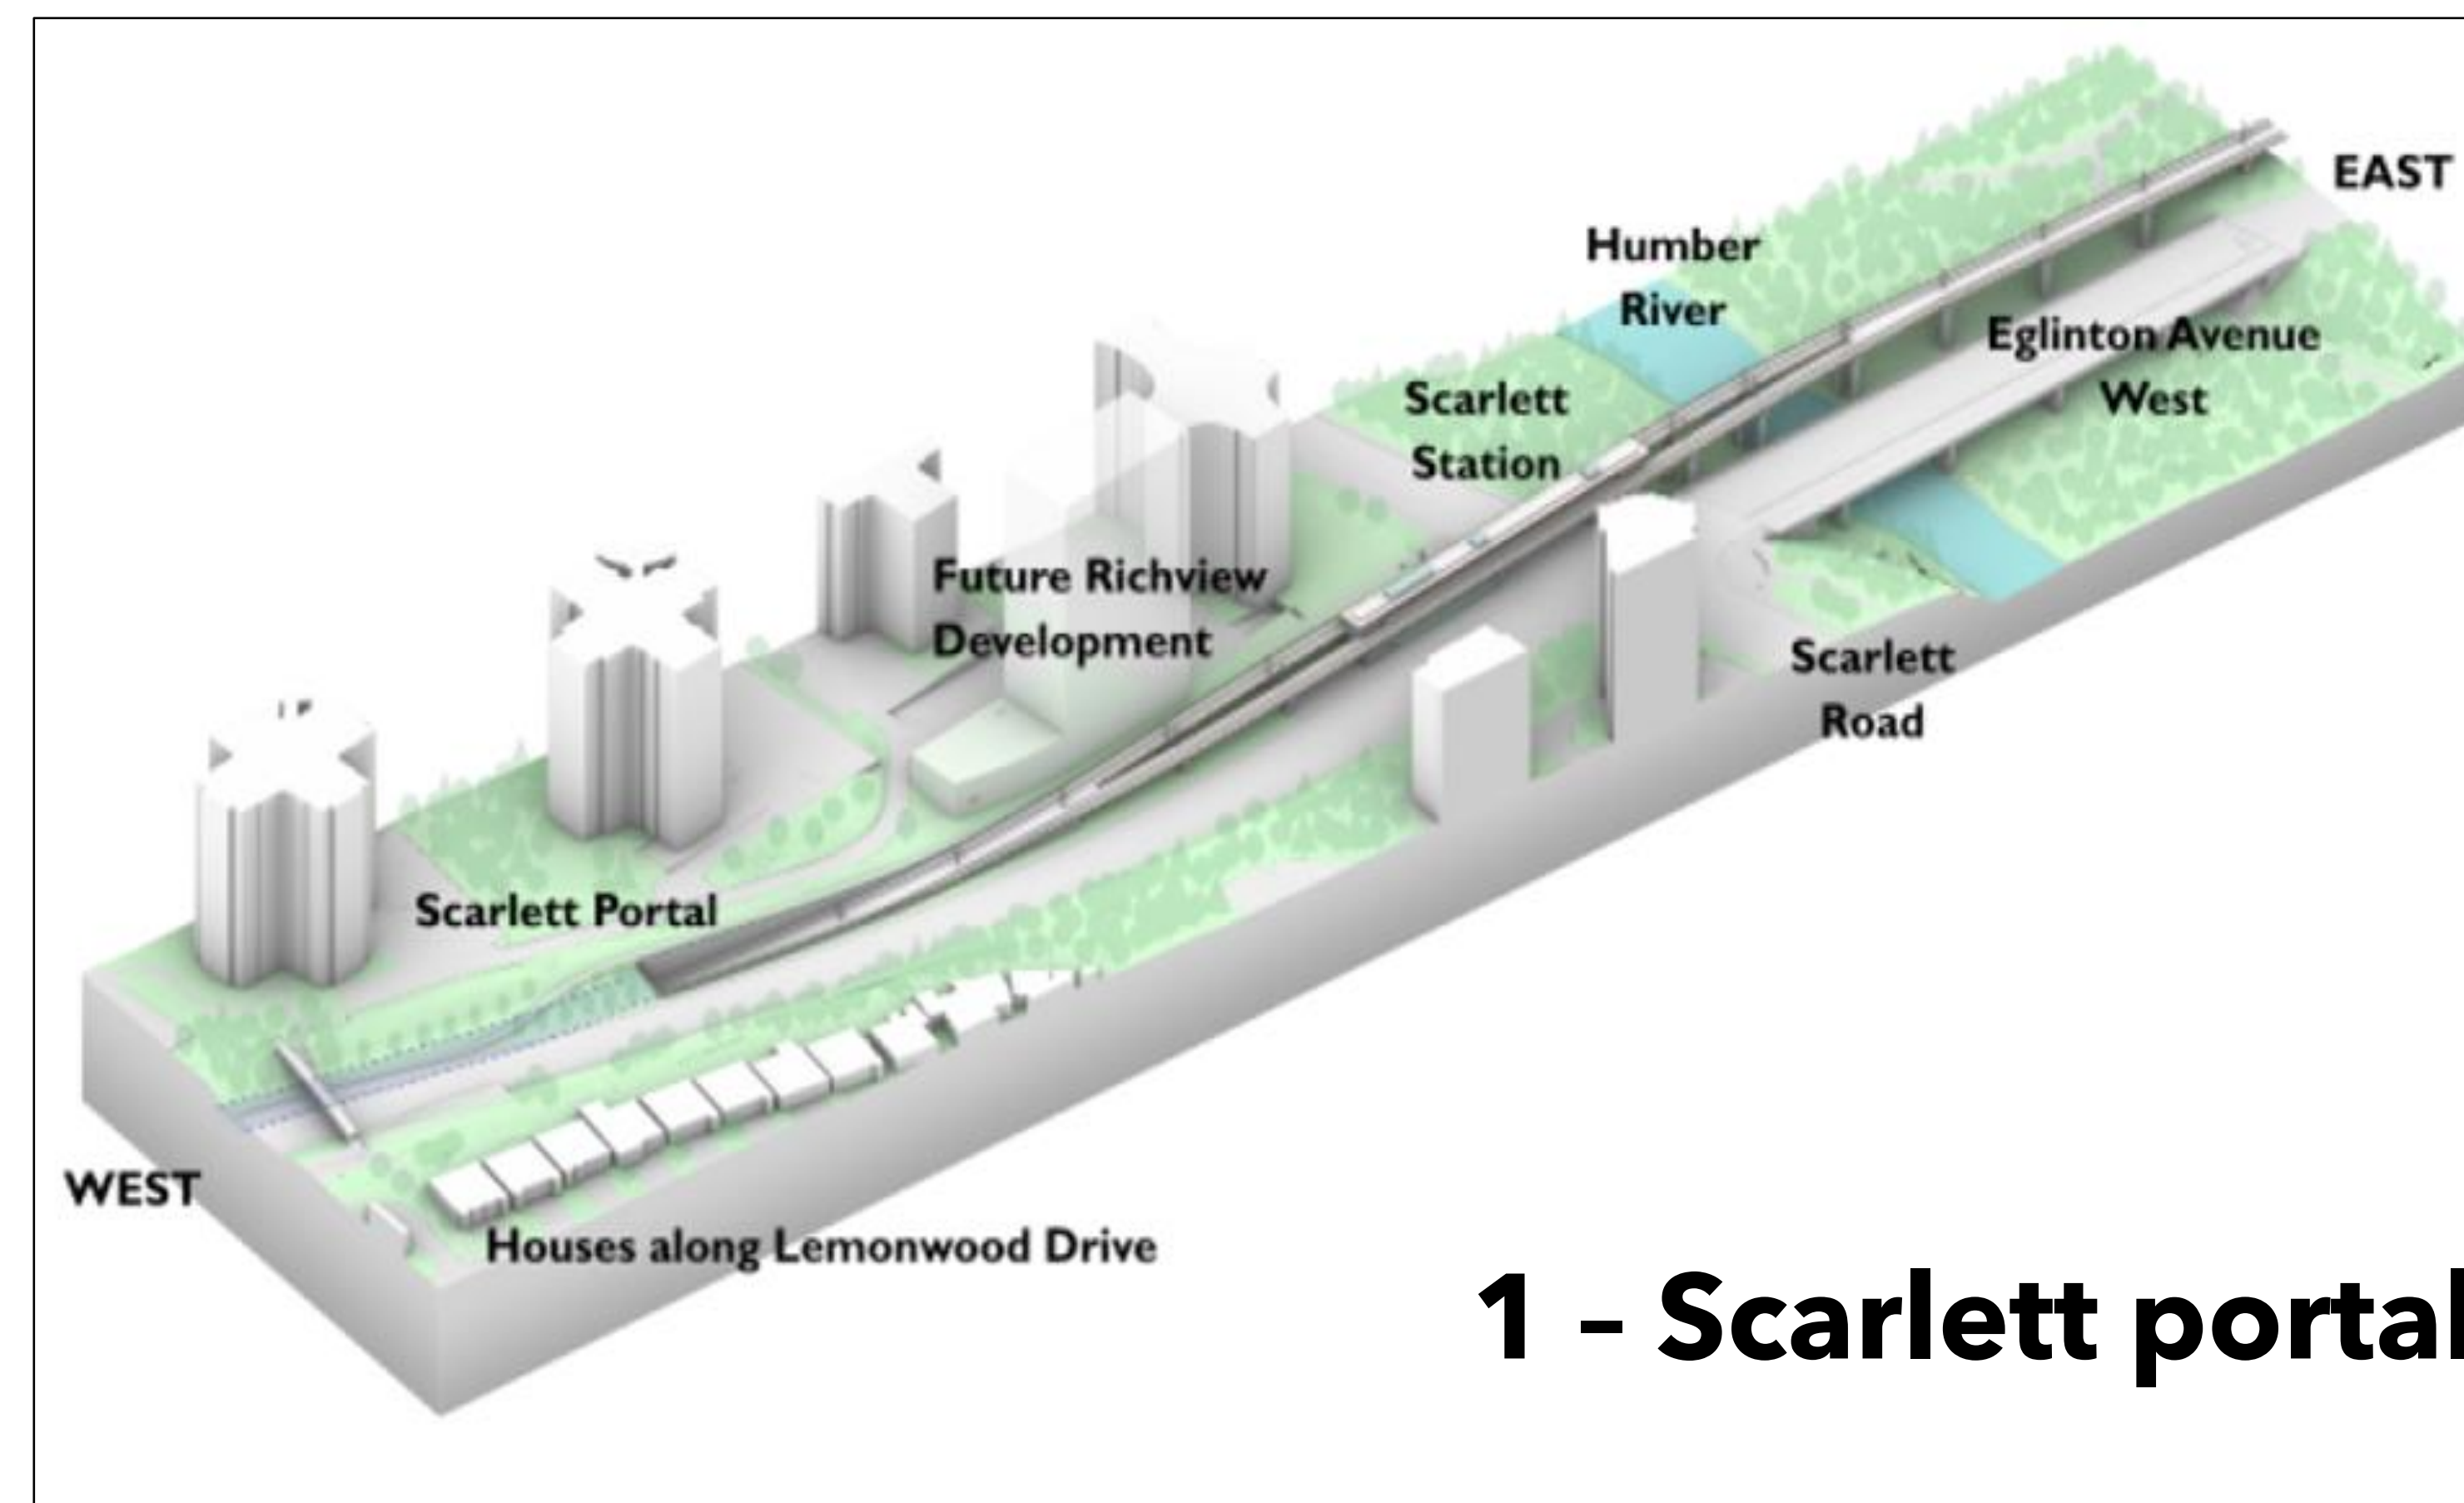 EAST
Humber
River
Eglinton Avenue
West
Scarlett
Station
Future Richview
Development
Scarlett
Road
Scarlett Portal
WEST
Houses along Lemonwood Drive
1 – Scarlett portal